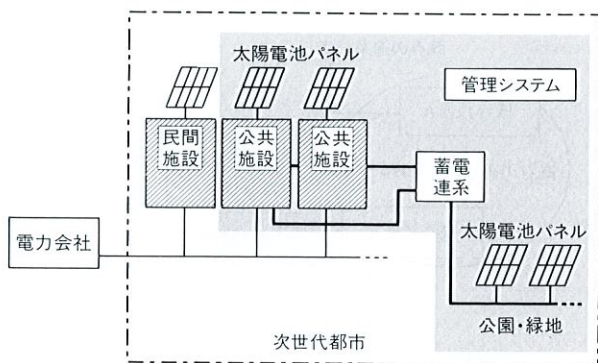 太陽電池パネル
管理システム
民間
施設
公共
施設
公共
施設
蓄電
連系
電力会社
太陽電池パネル
公園・緑地
次世代都市